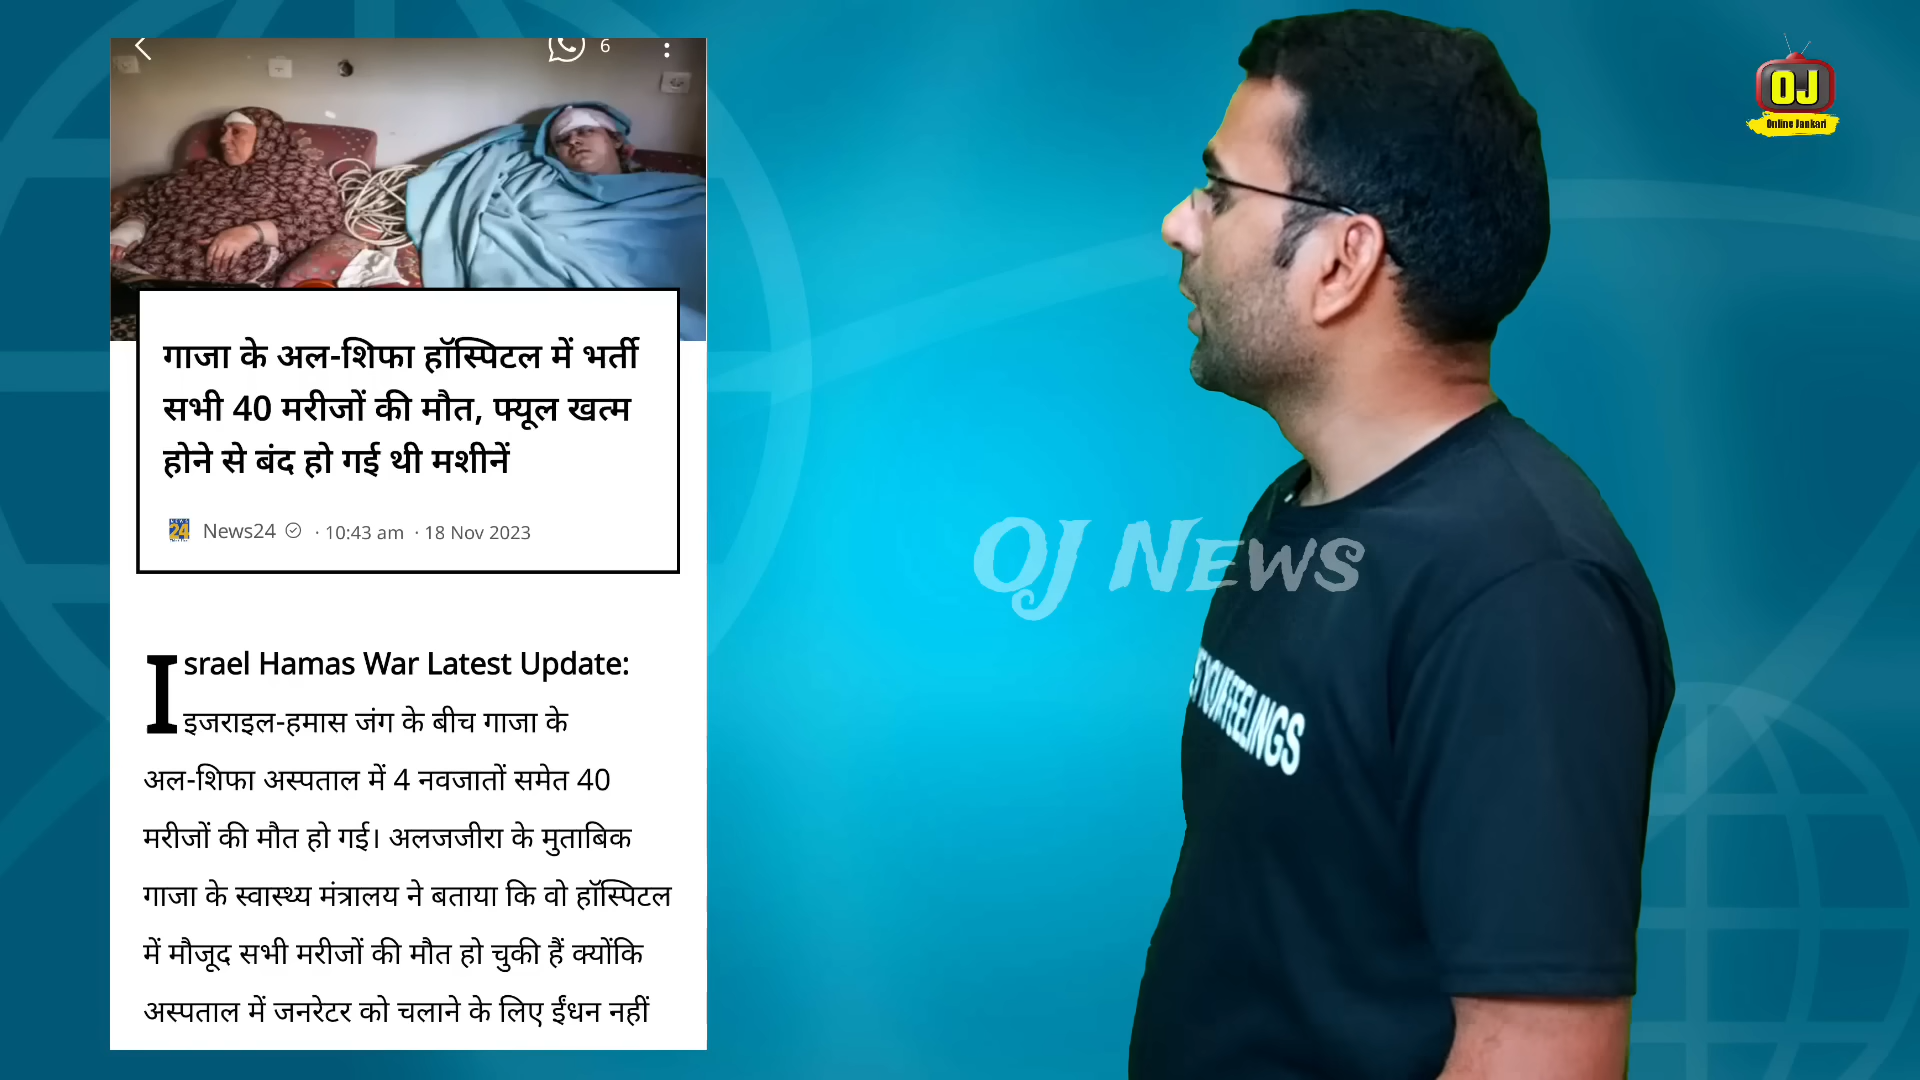 6
गाजा के अल-शिफा हॉस्पिटल में भर्ती
सभी 40 मरीजों की मौत, फ्यूल खत्म
होने से बंद हो गई थी मशीनें
News24 · 10:43 am · 18 Nov 2023
Israel Hamas War Latest Update:
इजराइल-हमास जंग के बीच गाजा के
अल-शिफा अस्पताल में 4 नवजातों समेत 40
मरीजों की मौत हो गई। अलजजीरा के मुताबिक
गाजा के स्वास्थ्य मंत्रालय ने बताया कि वो हॉस्पिटल
में मौजूद सभी मरीजों की मौत हो चुकी हैं क्योंकि
अस्पताल में जनरेटर को चलाने के लिए ईंधन नहीं
OJ
Online Jankari
OJ News
YOUR FEELINGS